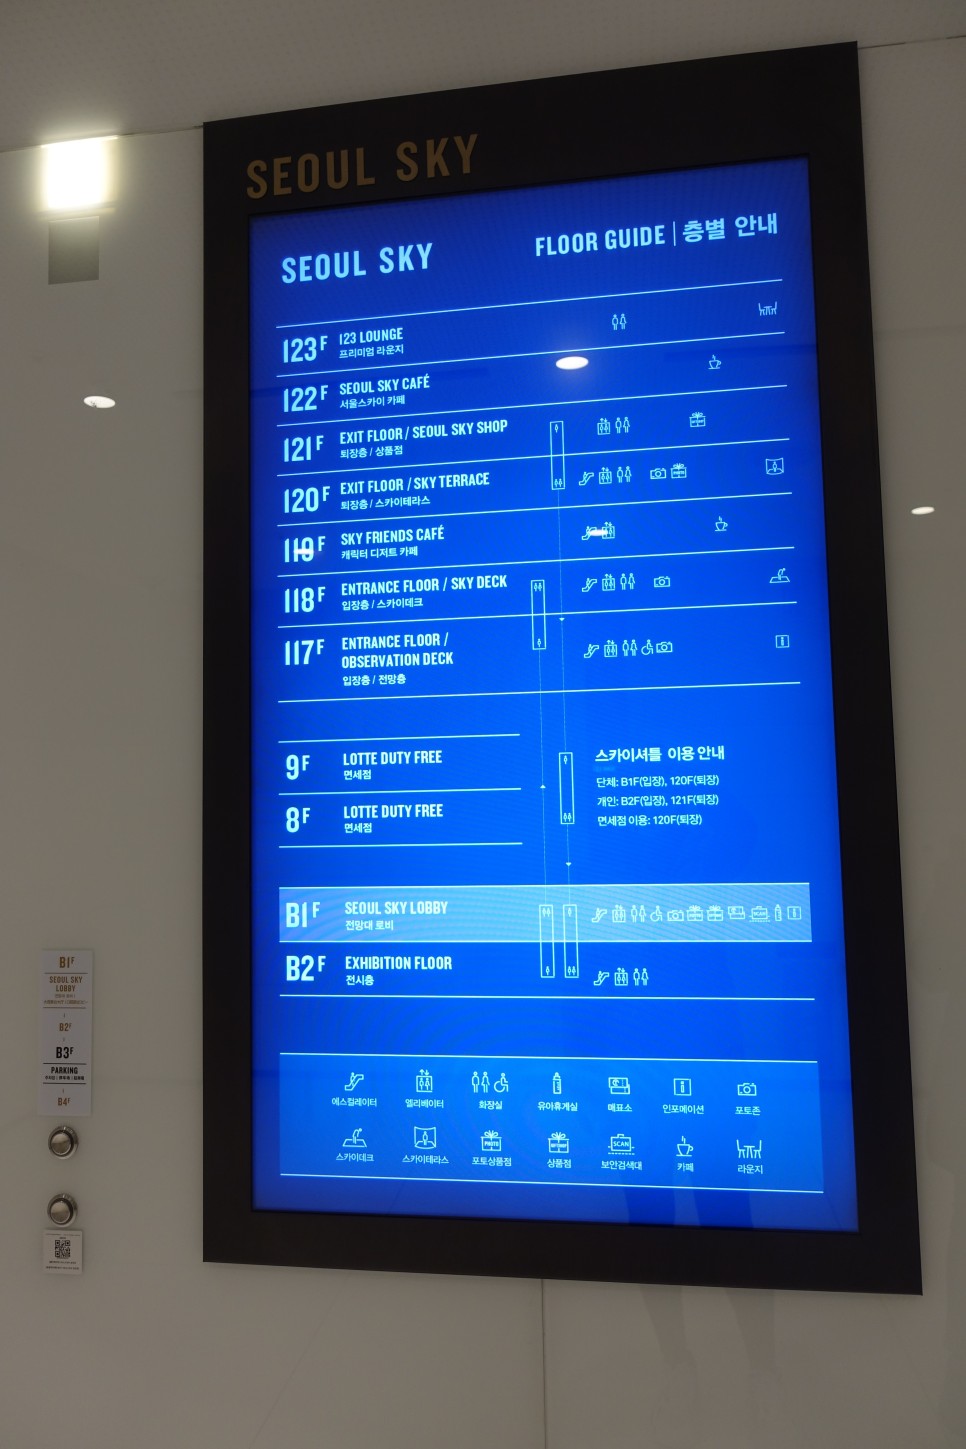 SEOUL SKY
SEOUL SKY
FLOOR GUIDE | 층별 안내
123F 123 LOUNGE
프리미엄 라운지
122F SEOUL SKY CAFÉ
서울스카이 카페
121F EXIT FLOOR / SEOUL SKY SHOP
퇴장층 / 상품점
120F EXIT FLOOR / SKY TERRACE
퇴장층 / 스카이테라스
119F SKY FRIENDS CAFÉ
캐릭터 디저트 카페
118F ENTRANCE FLOOR / SKY DECK
입장층 / 스카이데크
117F ENTRANCE FLOOR /
OBSERVATION DECK
입장층 / 전망층
9F LOTTE DUTY FREE
면세점
8F LOTTE DUTY FREE
면세점
스카이셔틀 이용 안내
단체: B1F(입장), 120F(퇴장)
개인: B2F(입장), 121F(퇴장)
면세점 이용: 120F(퇴장)
B1F SEOUL SKY LOBBY
전망대 로비
B2F EXHIBITION FLOOR
전시층
에스컬레이터 엘리베이터 화장실 유아휴게실 매표소 인포메이션 포토존
PHOTO SCAN
스카이데크 스카이테라스 포토상품점 상품점 보안검색대 카페 라운지
B1F
SEOUL SKY
LOBBY
B2F
B3F
PARKING
B4F